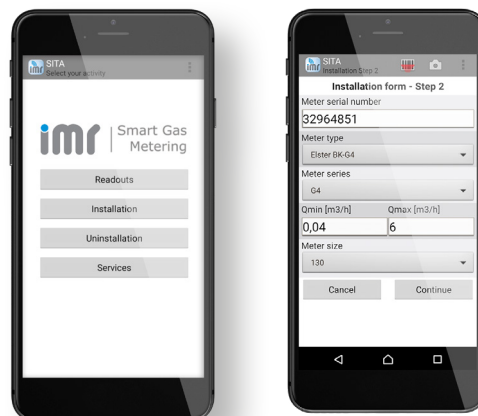 SITA
Select your activity
imr
imr
Smart Gas
Metering
Readouts
Installation
Uninstallation
Services
SITA
Installation Step 2
imr
Installation form - Step 2
Meter serial number
32964851
Meter type
Elster BK-G4
Meter series
G4
Qmin [m3/h]
Qmax [m3/h]
0,04
6
Meter size
130
Cancel
Continue